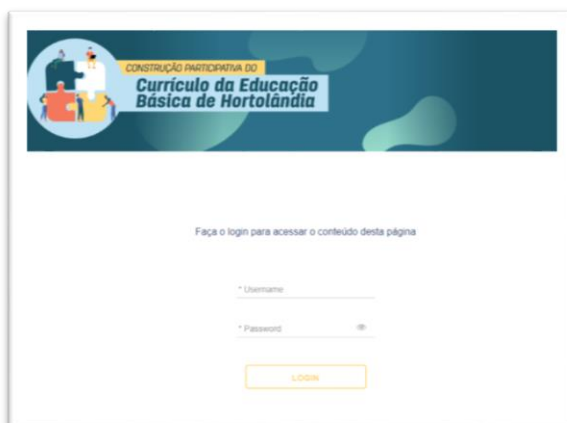 CONSTRUÇÃO PARTICIPATIVA DO
Currículo da Educação
Básica de Hortolândia
Faça o login para acessar o conteúdo desta página
* Username
* Password
LOGIN